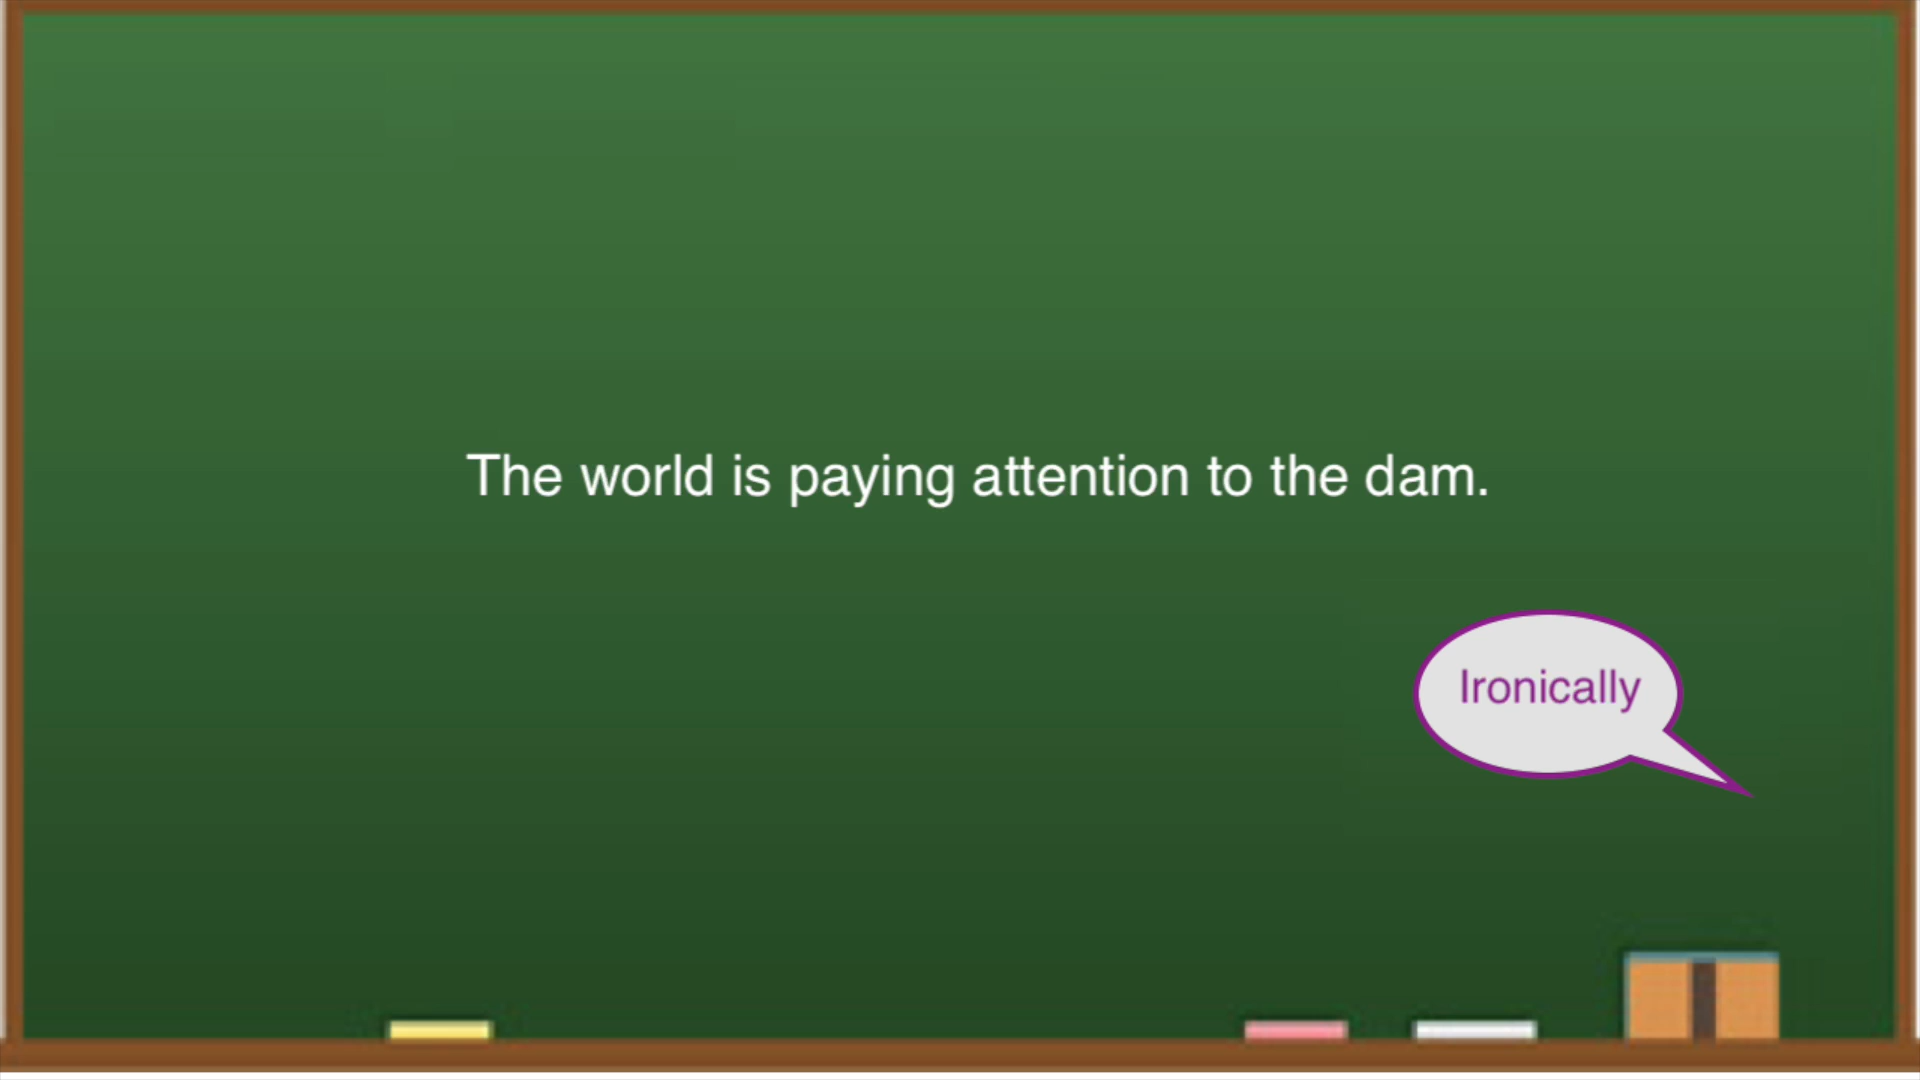 The world is paying attention to the dam.
Ironically